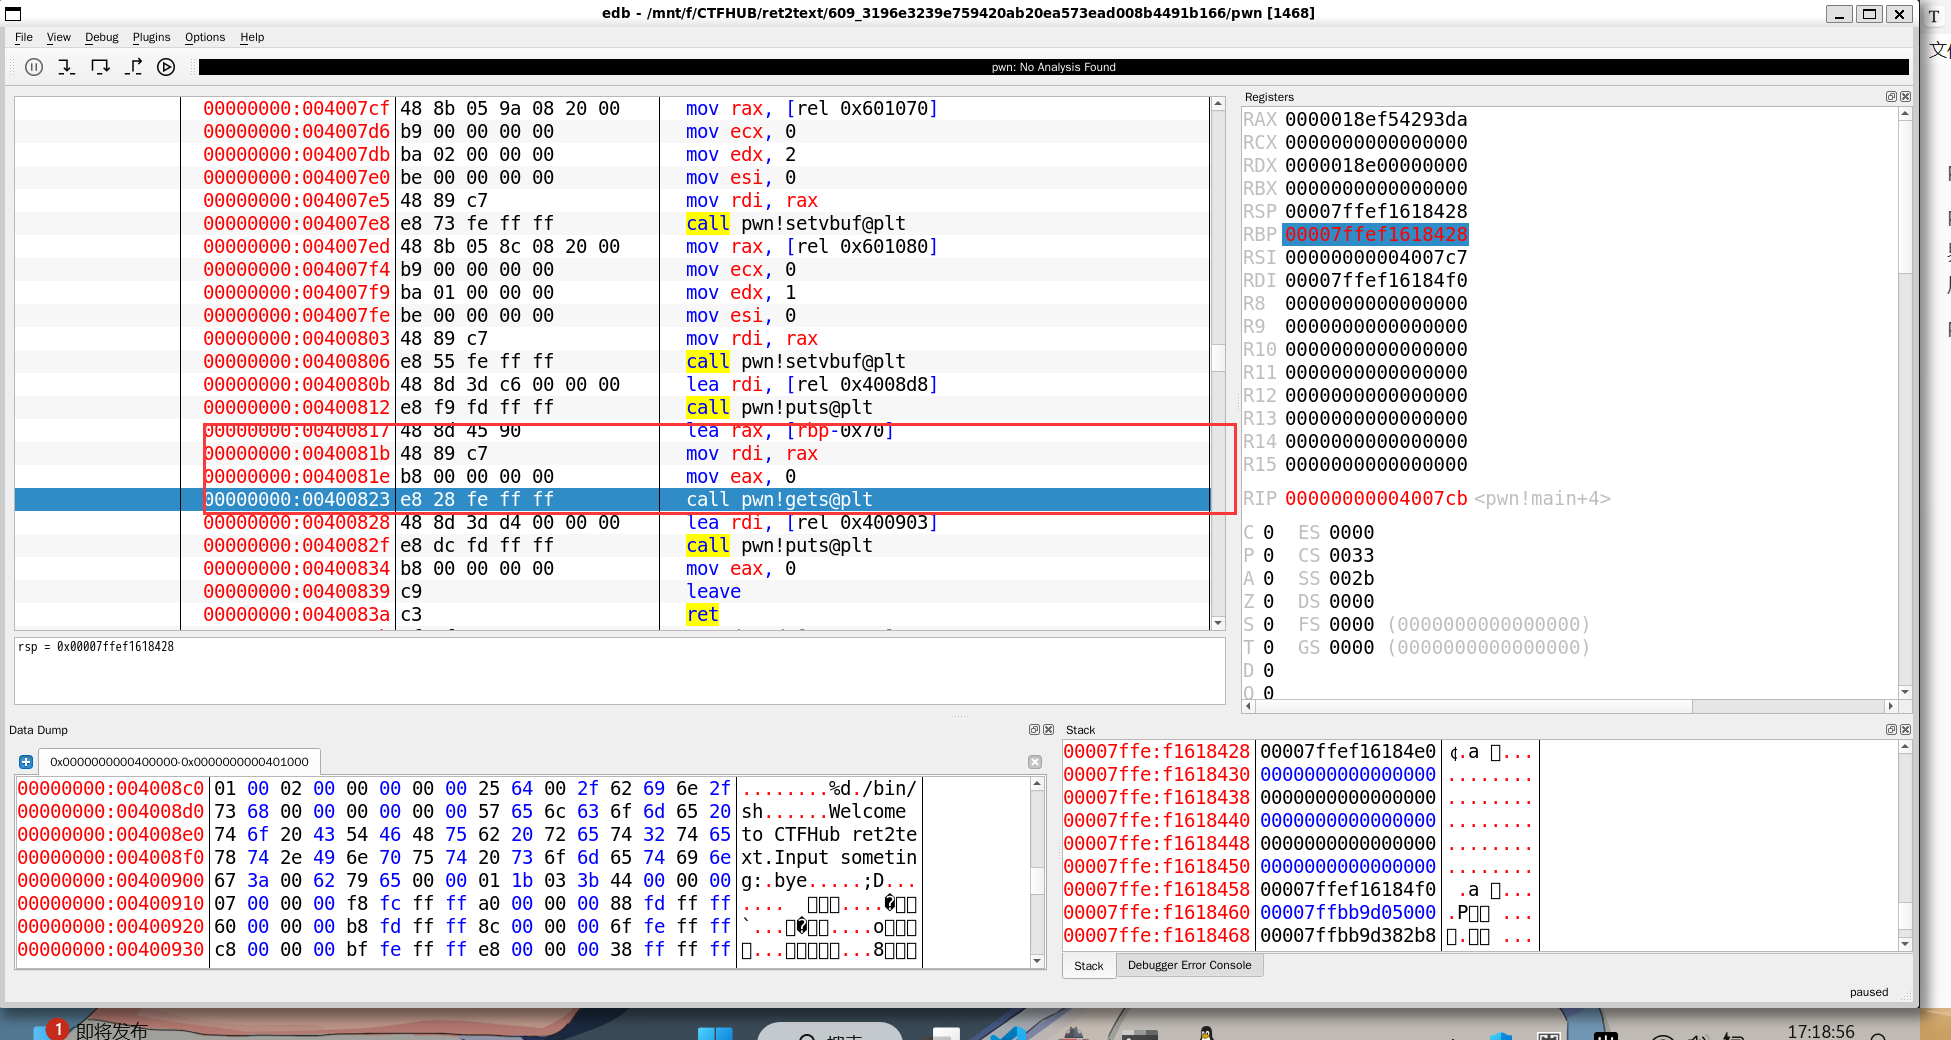 edb - /mnt/f/CTFHUB/ret2text/609_3196e3239e759420ab20ea573ead008b4491b166/pwn [1468]
T
File View Debug Plugins Options Help
pwn: No Analysis Found
00000000:004007cf 48 8b 05 9a 08 20 00 mov rax, [rel 0x601070]
00000000:004007d6 b9 00 00 00 00 mov ecx, 0
00000000:004007db ba 02 00 00 00 mov edx, 2
00000000:004007e0 be 00 00 00 00 mov esi, 0
00000000:004007e5 48 89 c7 mov rdi, rax
00000000:004007e8 e8 73 fe ff ff call pwn!setvbuf@plt
00000000:004007ed 48 8b 05 8c 08 20 00 mov rax, [rel 0x601080]
00000000:004007f4 b9 00 00 00 00 mov ecx, 0
00000000:004007f9 ba 01 00 00 00 mov edx, 1
00000000:004007fe be 00 00 00 00 mov esi, 0
00000000:00400803 48 89 c7 mov rdi, rax
00000000:00400806 e8 55 fe ff ff call pwn!setvbuf@plt
00000000:0040080b 48 8d 3d c6 00 00 00 lea rdi, [rel 0x4008d8]
00000000:00400812 e8 f9 fd ff ff call pwn!puts@plt
00000000:00400817 48 8d 45 90 lea rax, [rbp-0x70]
00000000:0040081b 48 89 c7 mov rdi, rax
00000000:0040081e b8 00 00 00 00 mov eax, 0
00000000:00400823 e8 28 fe ff ff call pwn!gets@plt
00000000:00400828 48 8d 3d d4 00 00 00 lea rdi, [rel 0x400903]
00000000:0040082f e8 dc fd ff ff call pwn!puts@plt
00000000:00400834 b8 00 00 00 00 mov eax, 0
00000000:00400839 c9 leave
00000000:0040083a c3 ret
rsp = 0x00007ffef1618428
Registers
RAX 0000018ef54293da
RCX 0000000000000000
RDX 0000018e00000000
RBX 0000000000000000
RSP 00007ffef1618428
RBP 00007ffef1618428
RSI 00000000004007c7
RDI 00007ffef16184f0
R8 0000000000000000
R9 0000000000000000
R10 0000000000000000
R11 0000000000000000
R12 0000000000000000
R13 0000000000000000
R14 0000000000000000
R15 0000000000000000
RIP 00000000004007cb <pwn!main+4>
C 0 ES 0000
P 0 CS 0033
A 0 SS 002b
Z 0 DS 0000
S 0 FS 0000 (0000000000000000)
T 0 GS 0000 (0000000000000000)
D 0
O 0
Data Dump
0x0000000000400000-0x0000000000401000
00000000:004008c0 01 00 02 00 00 00 00 00 25 64 00 2f 62 69 6e 2f ........%d./bin/
00000000:004008d0 73 68 00 00 00 00 00 00 57 65 6c 63 6f 6d 65 20 sh......Welcome
00000000:004008e0 74 6f 20 43 54 46 48 75 62 20 72 65 74 32 74 65 to CTFHub ret2te
00000000:004008f0 78 74 2e 49 6e 70 75 74 20 73 6f 6d 65 74 69 6e xt.Input sometin
00000000:00400900 67 3a 00 62 79 65 00 00 01 1b 03 3b 44 00 00 00 g:.bye.....;D...
00000000:00400910 07 00 00 00 f8 fc ff ff a0 00 00 00 88 fd ff ff
00000000:00400920 60 00 00 00 b8 fd ff ff 8c 00 00 00 6f fe ff ff
00000000:00400930 c8 00 00 00 bf fe ff ff e8 00 00 00 38 ff ff ff
Stack
00007ffe:f1618428 00007ffef16184e0
00007ffe:f1618430 0000000000000000 ........
00007ffe:f1618438 0000000000000000 ........
00007ffe:f1618440 0000000000000000 ........
00007ffe:f1618448 0000000000000000 ........
00007ffe:f1618450 0000000000000000 ........
00007ffe:f1618458 00007ffef16184f0
00007ffe:f1618460 00007ffbb9d05000
00007ffe:f1618468 00007ffbb9d382b8
Stack Debugger Error Console
paused
1 即将发布
17:18:56